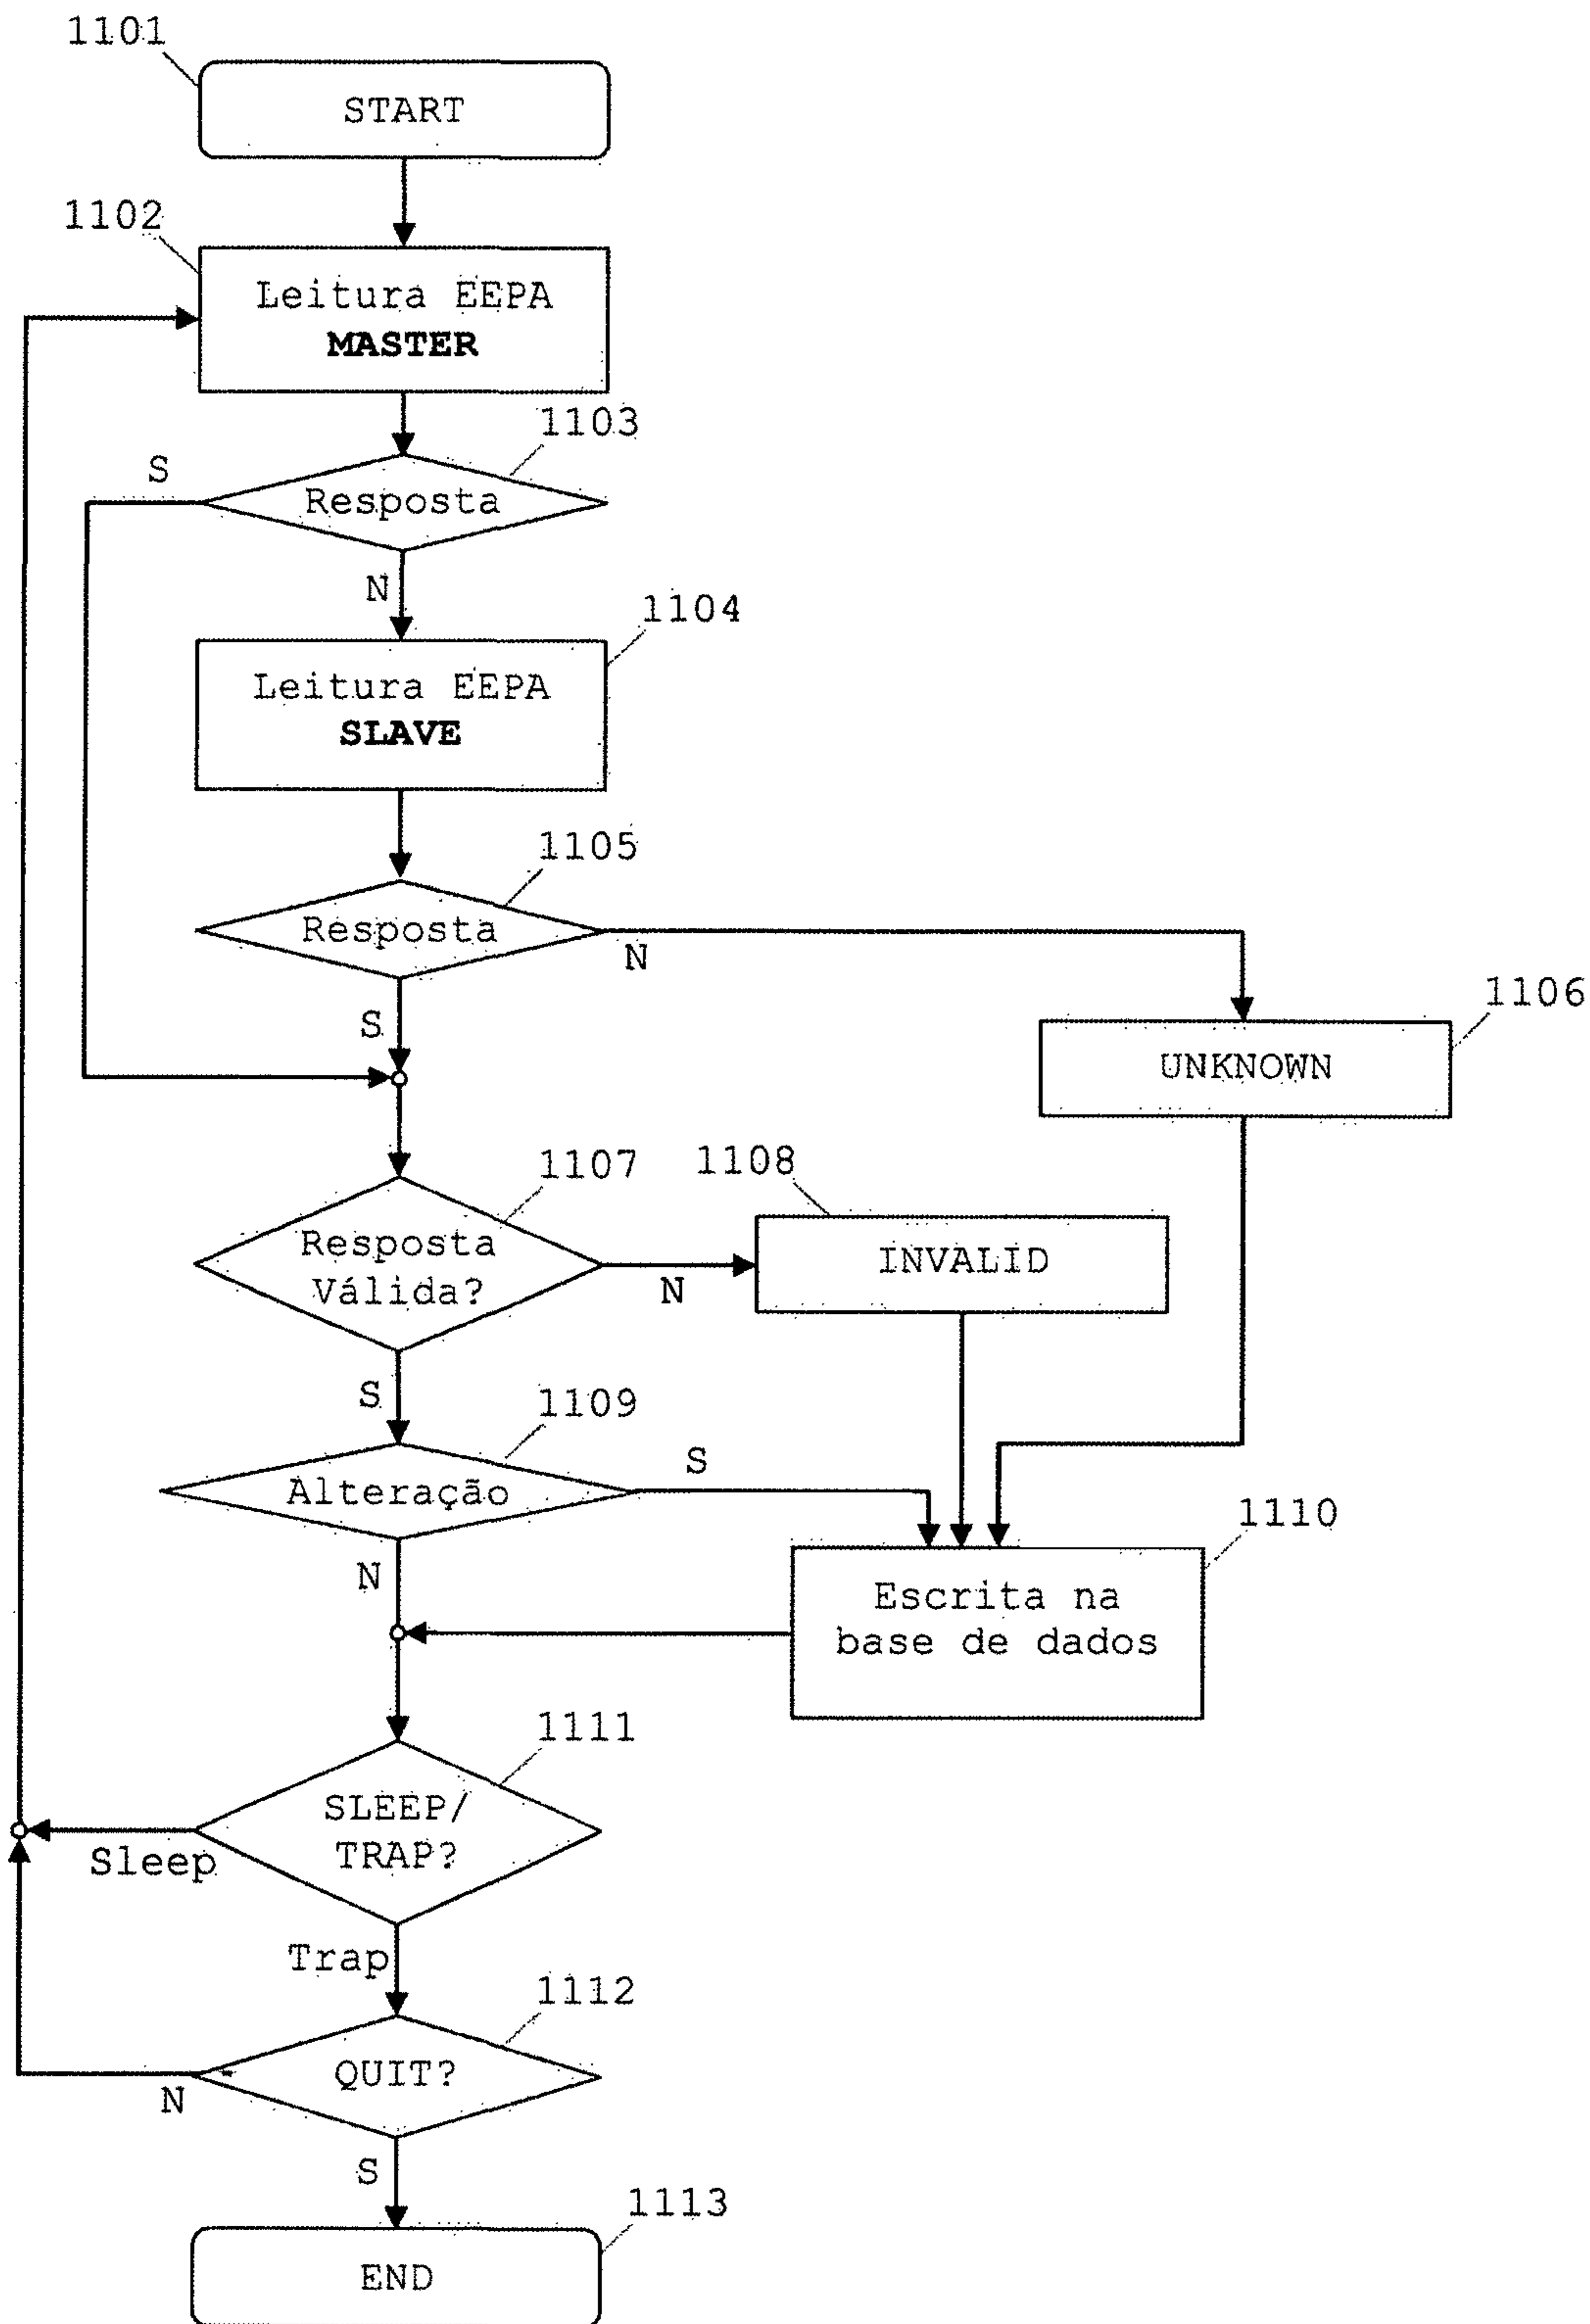 1101
START
1102
Leitura EEPA
MASTER
1103
S
Resposta
N
1104
Leitura EEPA
SLAVE
1105
Resposta
N
S
1106
UNKNOWN
1107
1108
Resposta
Válida?
N
INVALID
S
1109
S
Alteração
1110
N
Escrita na
base de dados
1111
SLEEP/
TRAP?
Sleep
Trap
1112
QUIT?
N
S
1113
END